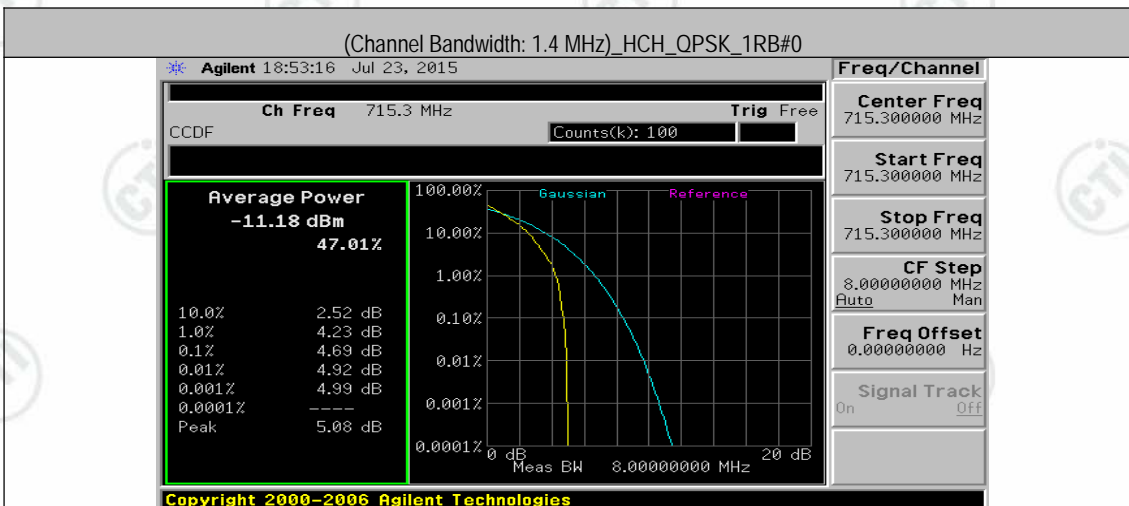 (Channel Bandwidth: 1.4 MHz)_HCH_QPSK_1RB#0
Agilent 18:53:16 Jul 23, 2015
Freq/Channel
Ch Freq 715.3 MHz
Trig Free
CCDF
Counts(k): 100
Center Freq
715.300000 MHz
Start Freq
715.300000 MHz
Stop Freq
715.300000 MHz
CF Step
8.00000000 MHz
Auto Man
Freq Offset
0.00000000 Hz
Signal Track
On Off
Average Power
-11.18 dBm
47.01%
10.0% 2.52 dB
1.0% 4.23 dB
0.1% 4.69 dB
0.01% 4.92 dB
0.001% 4.99 dB
0.0001% ----
Peak 5.08 dB
Gaussian Reference
100.00%
10.00%
1.00%
0.10%
0.01%
0.001%
0.0001%
0 dB 20 dB
Meas BW 8.00000000 MHz
Copyright 2000-2006 Agilent Technologies
CTI
CTI
CTI